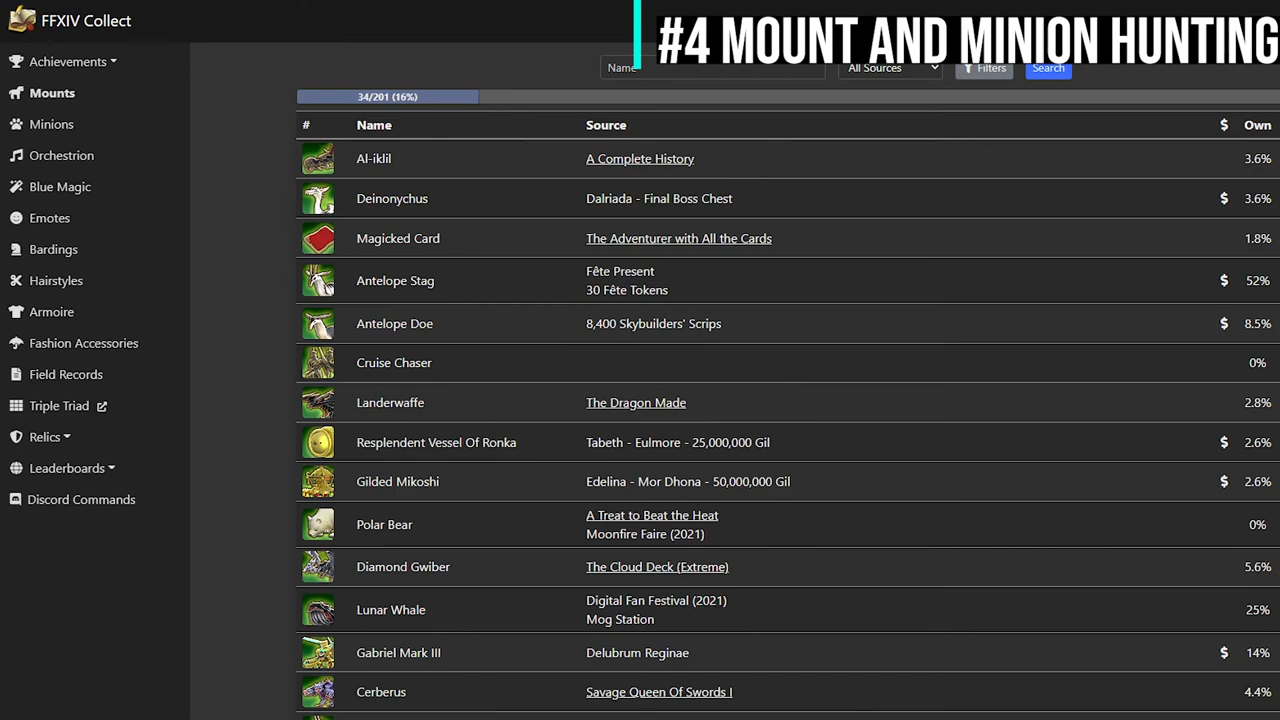 FFXIV Collect
#4 MOUNT AND MINION HUNTING
Achievements
Mounts
Minions
Orchestrion
Blue Magic
Emotes
Bardings
Hairstyles
Armoire
Fashion Accessories
Field Records
Triple Triad
Relics
Leaderboards
Discord Commands
Name All Sources Filters Search
34/201 (16%)
# Name Source $ Own
Al-iklil A Complete History 3.6%
Deinonychus Dalriada - Final Boss Chest $ 3.6%
Magicked Card The Adventurer with All the Cards 1.8%
Antelope Stag Fête Present $ 52%
30 Fête Tokens
Antelope Doe 8,400 Skybuilders' Scrips $ 8.5%
Cruise Chaser 0%
Landerwaffe The Dragon Made 2.8%
Resplendent Vessel Of Ronka Tabeth - Eulmore - 25,000,000 Gil $ 2.6%
Gilded Mikoshi Edelina - Mor Dhona - 50,000,000 Gil $ 2.6%
Polar Bear A Treat to Beat the Heat 0%
Moonfire Faire (2021)
Diamond Gwiber The Cloud Deck (Extreme) 5.6%
Lunar Whale Digital Fan Festival (2021) 25%
Mog Station
Gabriel Mark III Delubrum Reginae $ 14%
Cerberus Savage Queen Of Swords I 4.4%